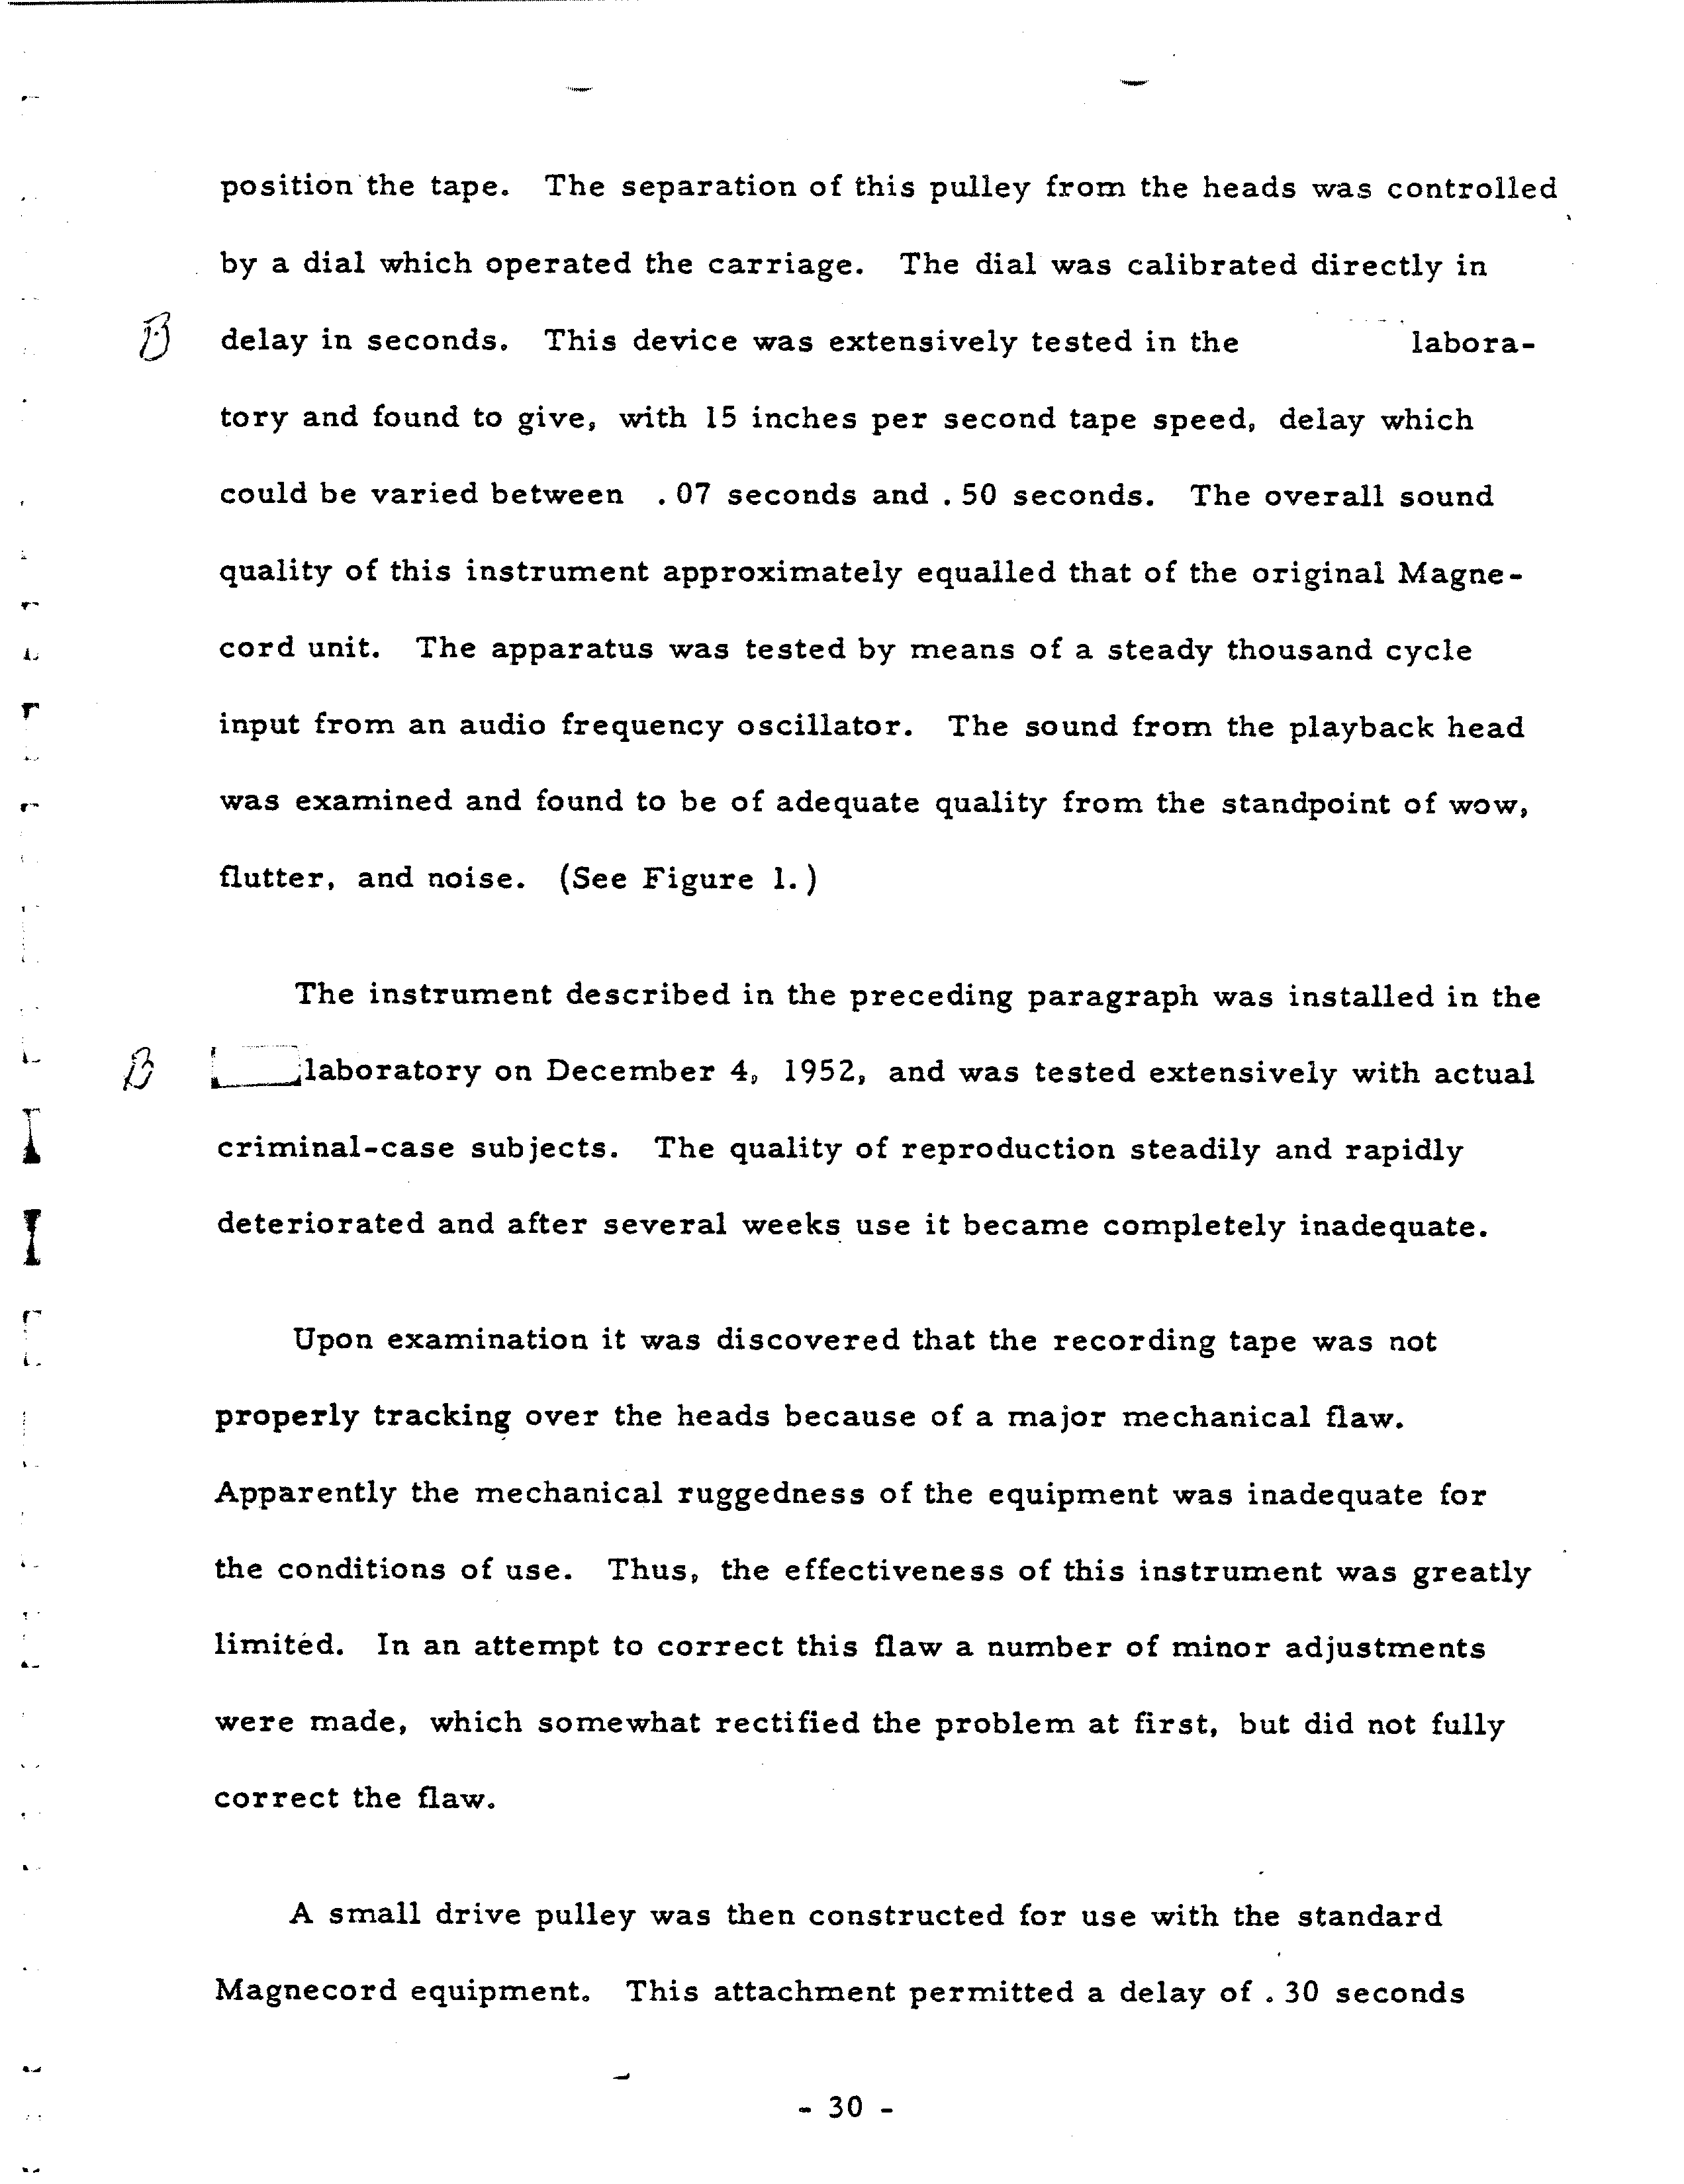 position the tape. The separation of this pulley from the heads was controlled
by a dial which operated the carriage. The dial was calibrated directly in
B delay in seconds. This device was extensively tested in the labora-
tory and found to give, with 15 inches per second tape speed, delay which
could be varied between .07 seconds and .50 seconds. The overall sound
quality of this instrument approximately equalled that of the original Magne-
cord unit. The apparatus was tested by means of a steady thousand cycle
input from an audio frequency oscillator. The sound from the playback head
was examined and found to be of adequate quality from the standpoint of wow,
flutter, and noise. (See Figure 1.)
The instrument described in the preceding paragraph was installed in the
B laboratory on December 4, 1952, and was tested extensively with actual
criminal-case subjects. The quality of reproduction steadily and rapidly
deteriorated and after several weeks use it became completely inadequate.
Upon examination it was discovered that the recording tape was not
properly tracking over the heads because of a major mechanical flaw.
Apparently the mechanical ruggedness of the equipment was inadequate for
the conditions of use. Thus, the effectiveness of this instrument was greatly
limited. In an attempt to correct this flaw a number of minor adjustments
were made, which somewhat rectified the problem at first, but did not fully
correct the flaw.
A small drive pulley was then constructed for use with the standard
Magnecord equipment. This attachment permitted a delay of .30 seconds
- 30 -